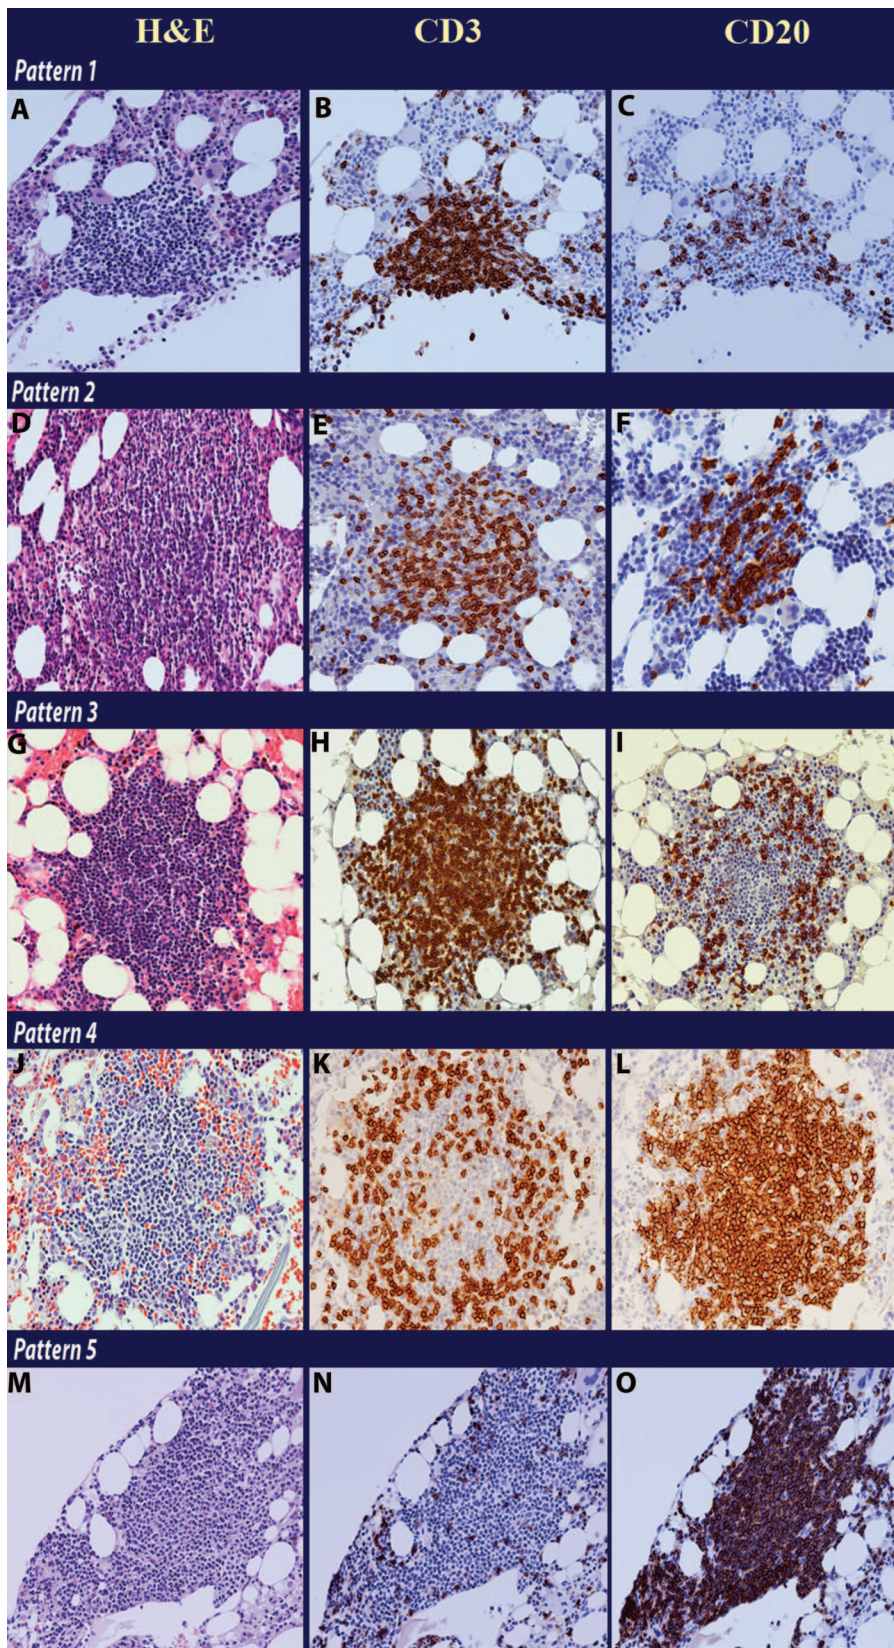 H&E CD3 CD20
Pattern 1
A B C
Pattern 2
D E F
Pattern 3
G H I
Pattern 4
J K L
Pattern 5
M N O